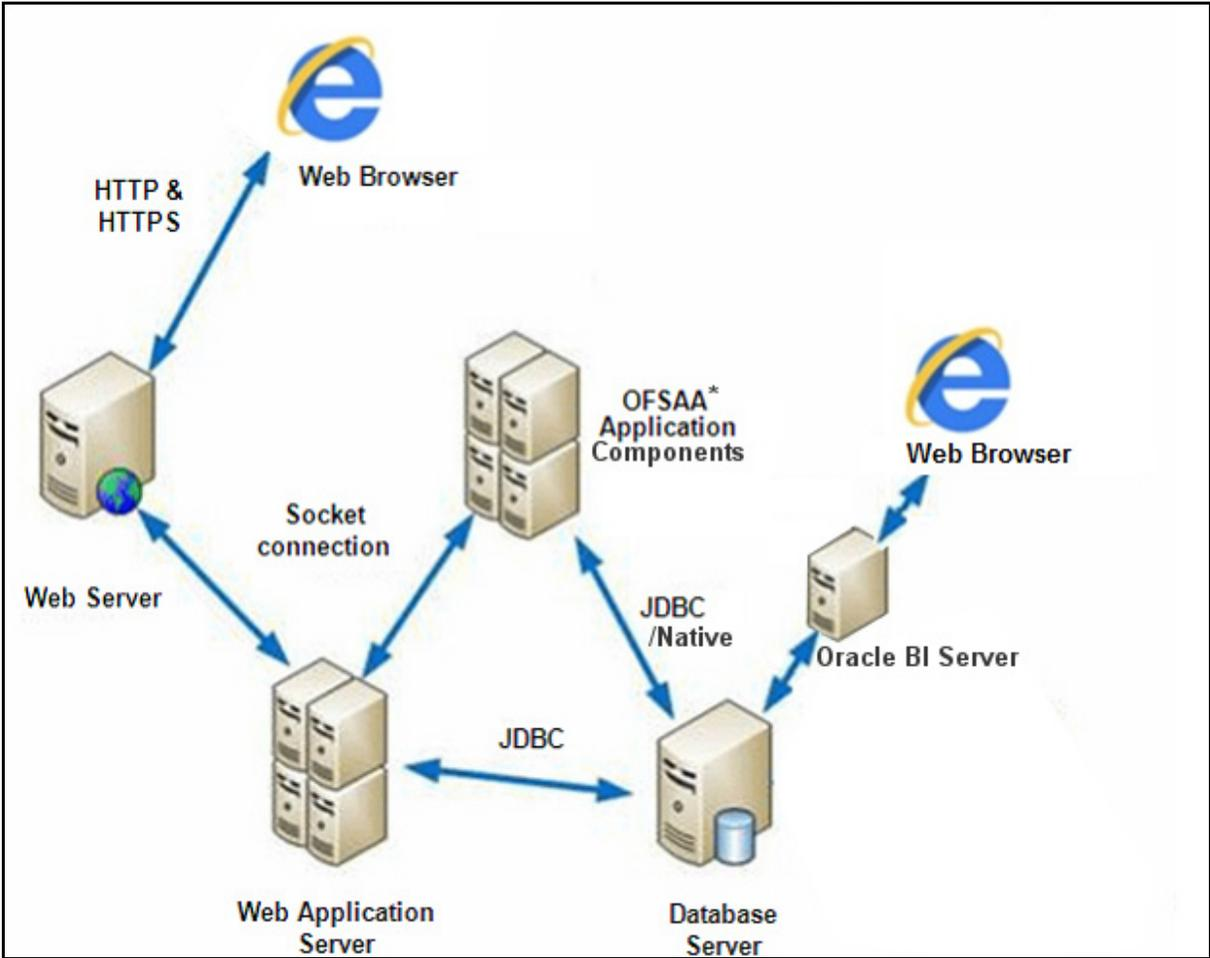 Web Browser
HTTP &
HTTPS
OFSAA*
Application
Components
Web Browser
Socket
connection
Web Server
JDBC
/Native
Oracle BI Server
JDBC
Web Application
Server
Database
Server